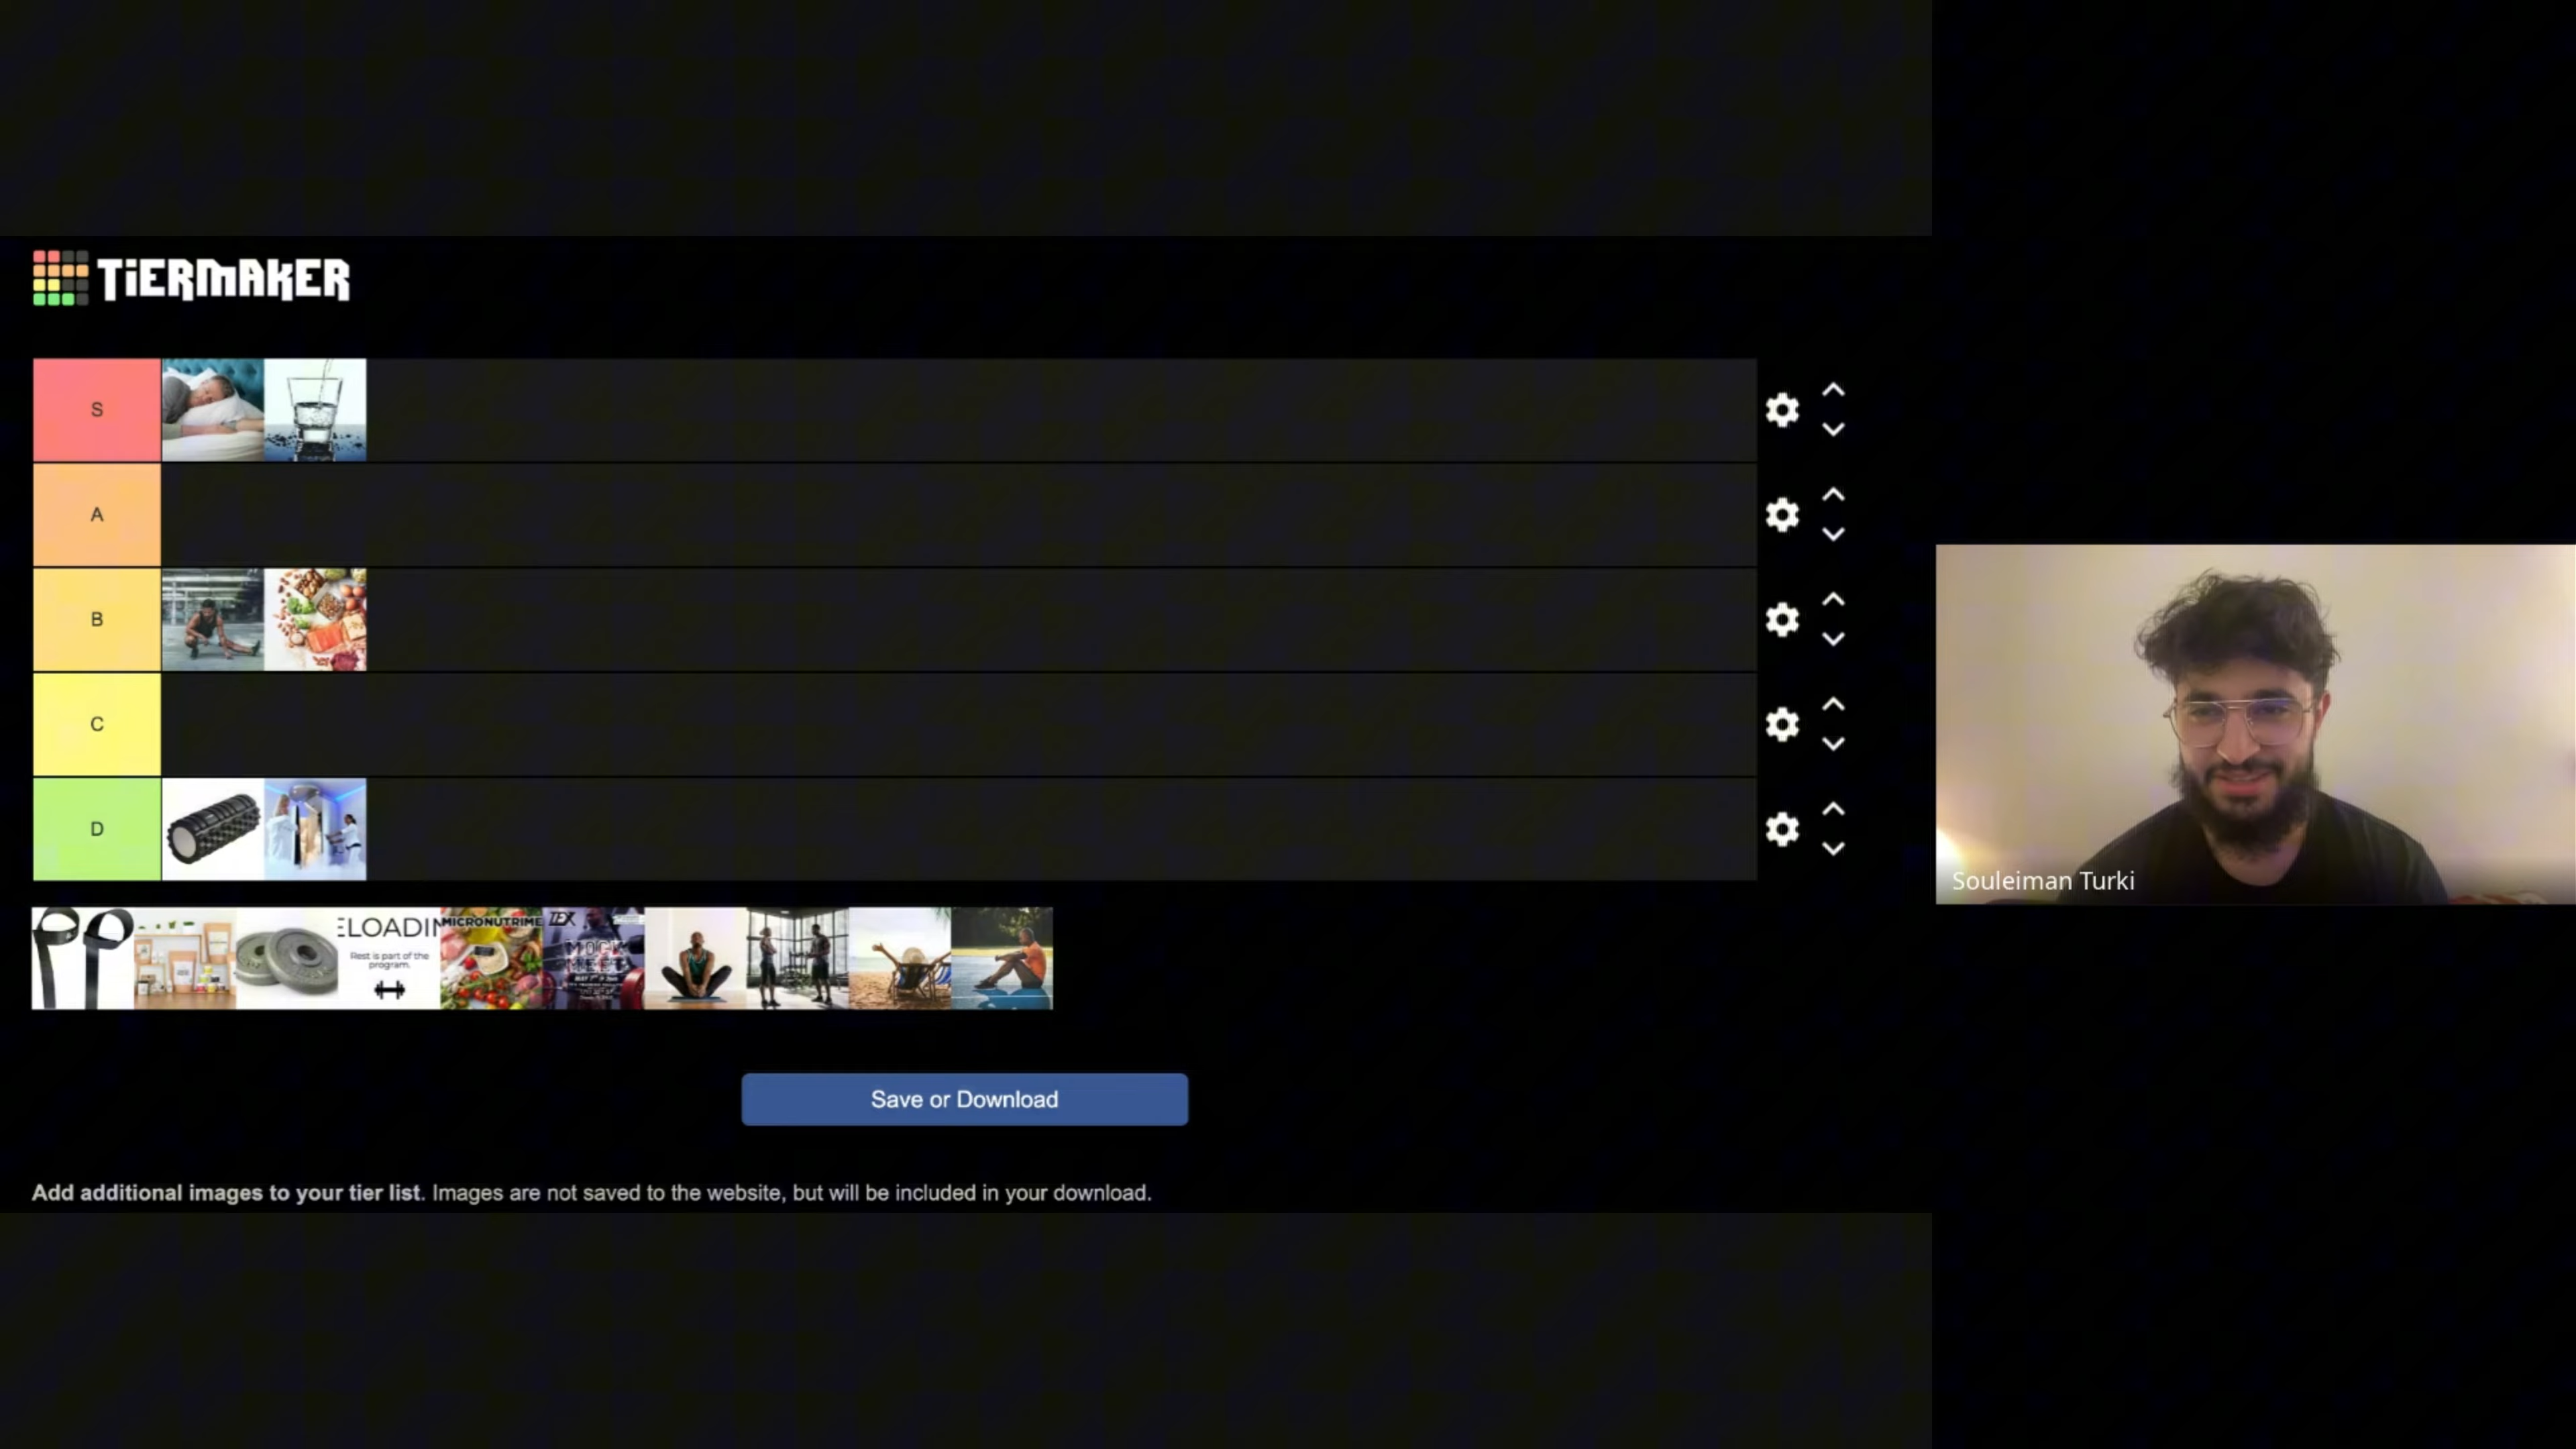 TiERMAKER
S
A
B
C
D
ELOADIN
Rest is part of the
program.
MICRONUTRIME
Save or Download
Add additional images to your tier list. Images are not saved to the website, but will be included in your download.
Souleiman Turki